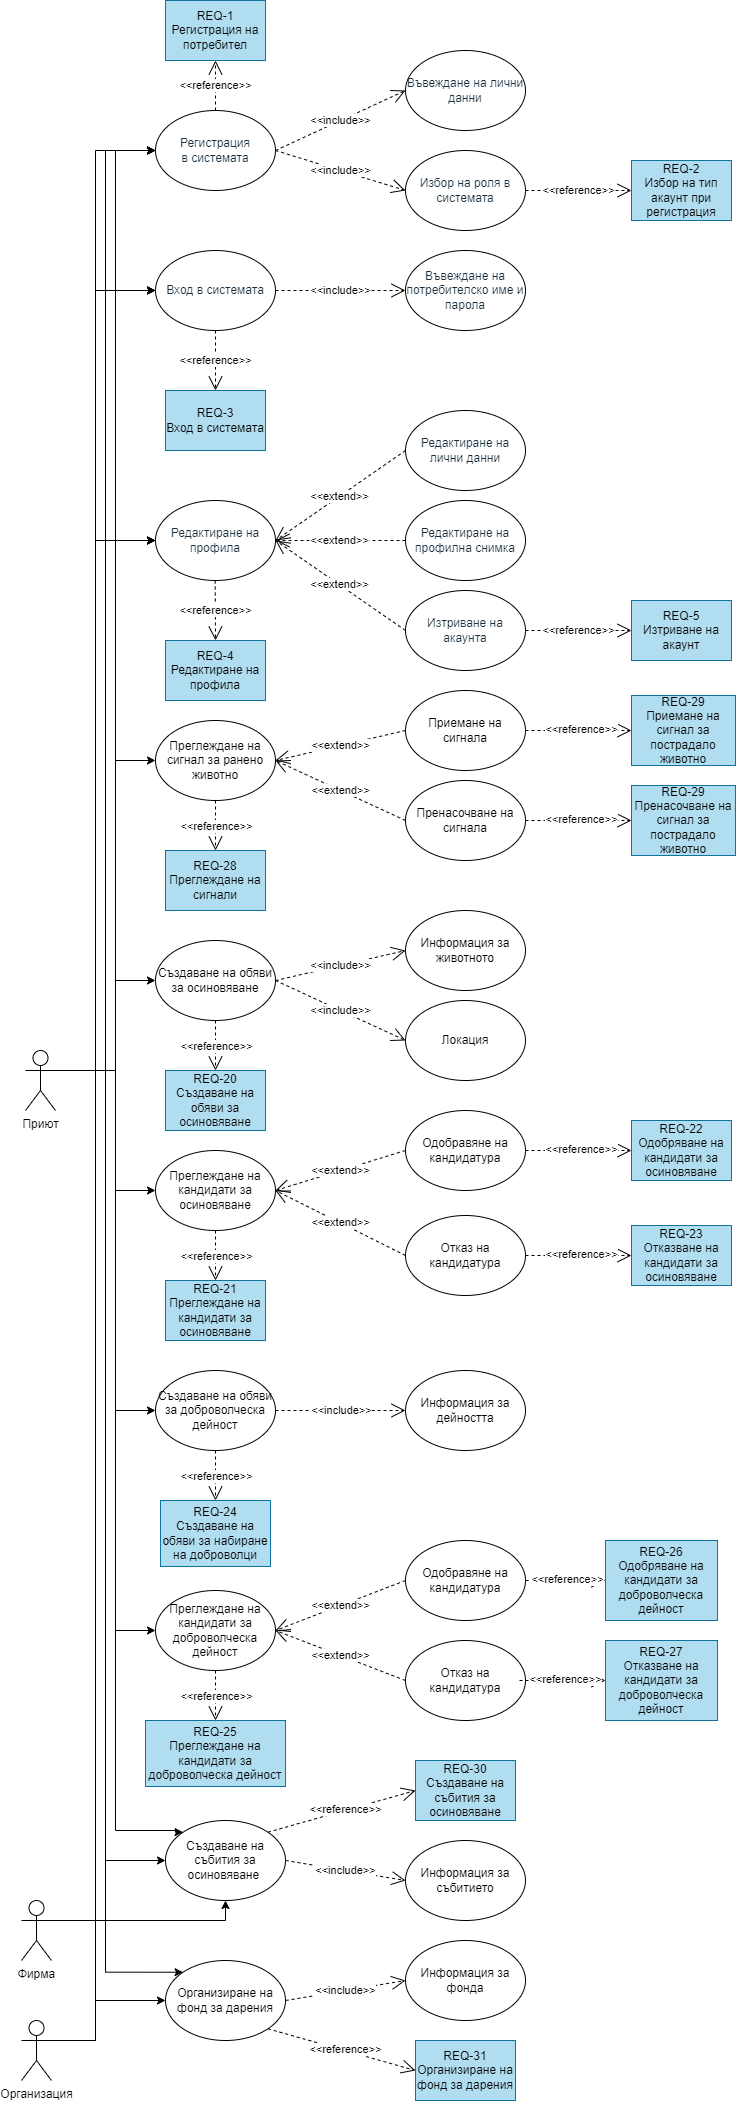 REQ-1
Регистрация на
потребител
<<reference>>
Въвеждане на лични
данни
<<include>>
Регистрация
в системата
<<include>>
Избор на роля в
системата
<<reference>>
REQ-2
Избор на тип
акаунт при
регистрация
Вход в системата
<<include>>
Въвеждане на
потребителско име и
парола
<<reference>>
REQ-3
Вход в системата
Редактиране на
лични данни
<<extend>>
Редактиране на
профила
<<extend>>
Редактиране на
профилна снимка
<<extend>>
<<reference>>
Изтриване на
акаунта
<<reference>>
REQ-5
Изтриване на
акаунт
REQ-4
Редактиране на
профила
Приемане на
сигнала
<<reference>>
REQ-29
Приемане на
сигнал за
пострадало
животно
<<extend>>
Преглеждане на
сигнал за ранено
животно
<<extend>>
Пренасочване на
сигнала
<<reference>>
REQ-29
Пренасочване на
сигнал за
пострадало
животно
<<reference>>
REQ-28
Преглеждане на
сигнали
Информация за
животното
<<include>>
Създаване на обяви
за осиновяване
<<include>>
Локация
<<reference>>
REQ-20
Създаване на
обяви за
осиновяване
Приют
Одобравяне на
кандидатура
<<reference>>
REQ-22
Одобряване на
кандидати за
осиновяване
<<extend>>
Преглеждане на
кандидати за
осиновяване
<<extend>>
Отказ на
кандидатура
<<reference>>
REQ-23
Отказване на
кандидати за
осиновяване
<<reference>>
REQ-21
Преглеждане на
кандидати за
осиновяване
Създаване на обяви
за доброволческа
дейност
<<include>>
Информация за
дейността
<<reference>>
REQ-24
Създаване на
обяви за набиране
на доброволци
Одобравяне на
кандидатура
<<reference>>
REQ-26
Одобряване на
кандидати за
доброволческа
дейност
<<extend>>
Преглеждане на
кандидати за
доброволческа
дейност
<<extend>>
Отказ на
кандидатура
<<reference>>
REQ-27
Отказване на
кандидати за
доброволческа
дейност
<<reference>>
REQ-25
Преглеждане на
кандидати за
доброволческа дейност
REQ-30
Създаване на
събития за
осиновяване
<<reference>>
Създаване на
събития за
осиновяване
<<include>>
Информация за
събитието
Фирма
Информация за
фонда
<<include>>
Организиране на
фонд за дарения
<<reference>>
REQ-31
Организиране на
фонд за дарения
Организация